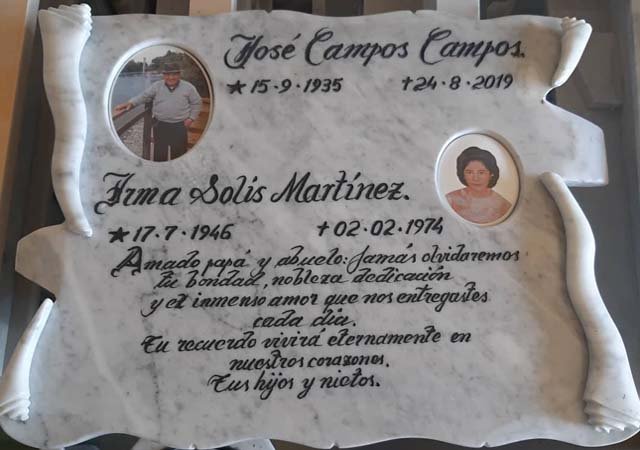 José Campos Campos.
★15·9·1935 †24·8·2019
Irma Solis Martínez.
★17·7·1946 †02·02·1974
Amado papá y abuelo: Jamás olvidaremos
tu bondad, nobleza dedicación
y el inmenso amor que nos entregastes
cada dia.
Tu recuerdo vivirá eternamente en
nuestros corazones.
Tus hijos y nietos.